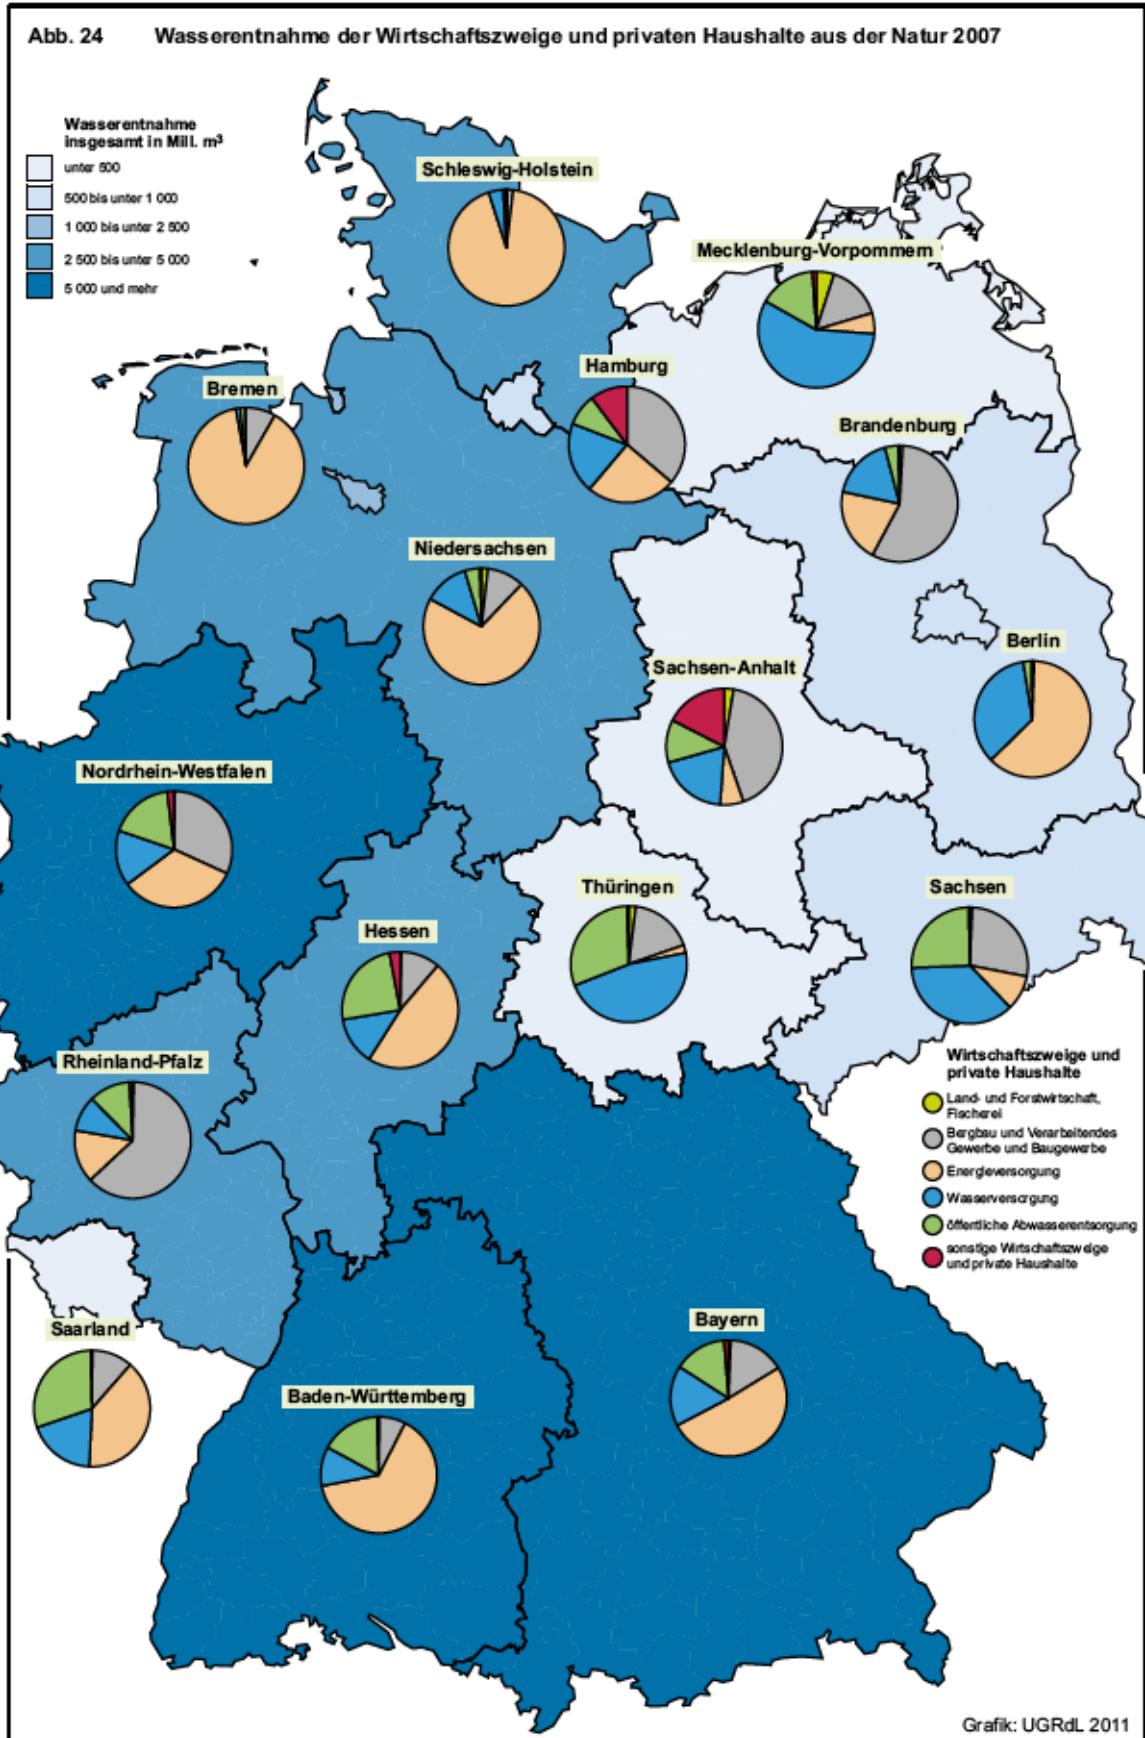 Abb. 24 Wasserentnahme der Wirtschaftszweige und privaten Haushalte aus der Natur 2007
Wasserentnahme
insgesamt in Mill. m³
unter 500
500 bis unter 1 000
1 000 bis unter 2 500
2 500 bis unter 5 000
5 000 und mehr
Schleswig-Holstein
Mecklenburg-Vorpommern
Hamburg
Bremen
Brandenburg
Niedersachsen
Berlin
Sachsen-Anhalt
Nordrhein-Westfalen
Thüringen
Sachsen
Hessen
Rheinland-Pfalz
Wirtschaftszweige und
private Haushalte
Land- und Forstwirtschaft,
Fischerei
Bergbau und Verarbeitendes
Gewerbe und Baugewerbe
Energieversorgung
Wasserversorgung
öffentliche Abwasserentsorgung
sonstige Wirtschaftszweige
und private Haushalte
Saarland
Bayern
Baden-Württemberg
Grafik: UGRdL 2011